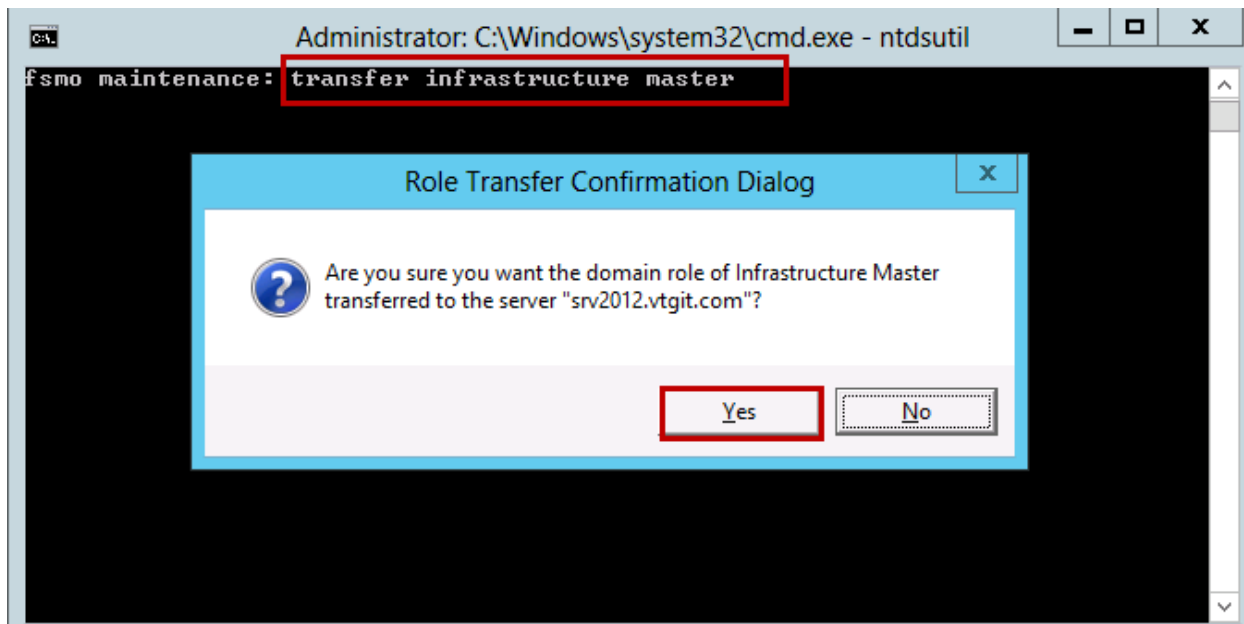 Administrator: C:\Windows\system32\cmd.exe - ntdsutil
fsmo maintenance: transfer infrastructure master
Role Transfer Confirmation Dialog
Are you sure you want the domain role of Infrastructure Master
transferred to the server "srv2012.vtgit.com"?
Yes No